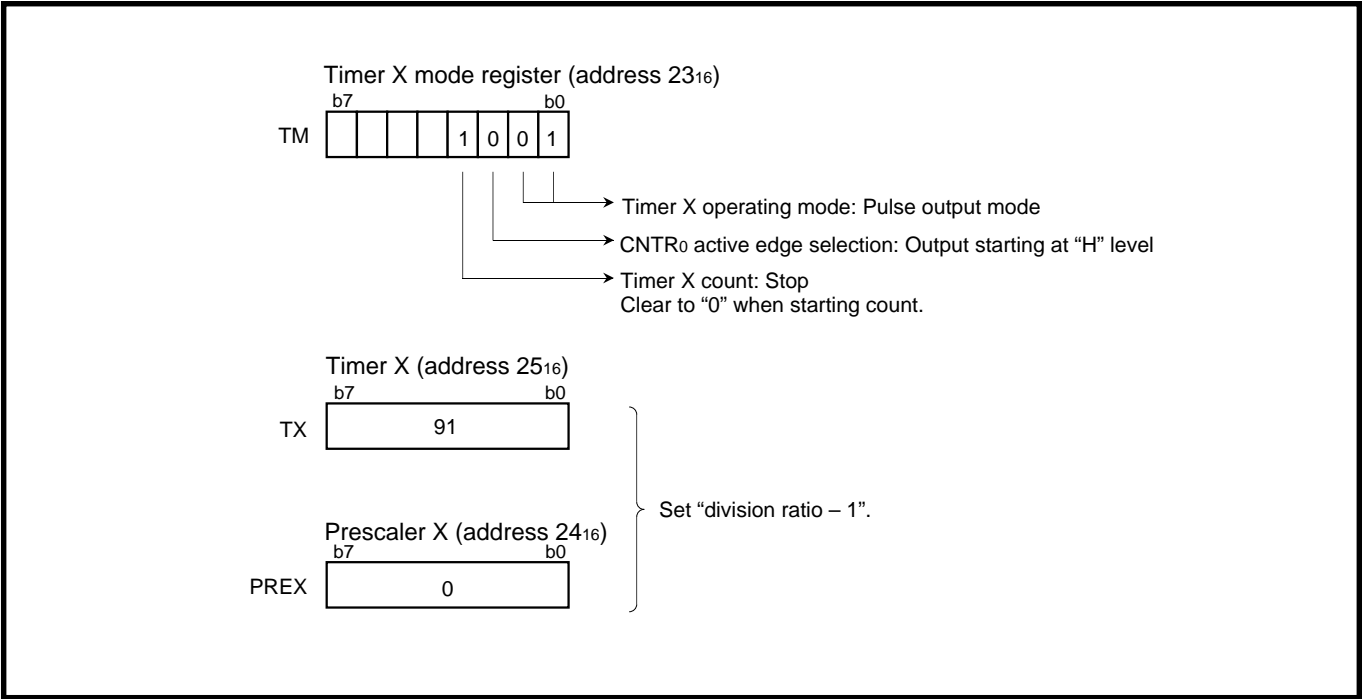 Timer X mode register (address 23₁₆)
b7 b0
TM 1 0 0 1
Timer X operating mode: Pulse output mode
CNTR₀ active edge selection: Output starting at “H” level
Timer X count: Stop
Clear to “0” when starting count.
Timer X (address 25₁₆)
b7 b0
TX 91
Set “division ratio – 1”.
Prescaler X (address 24₁₆)
b7 b0
PREX 0